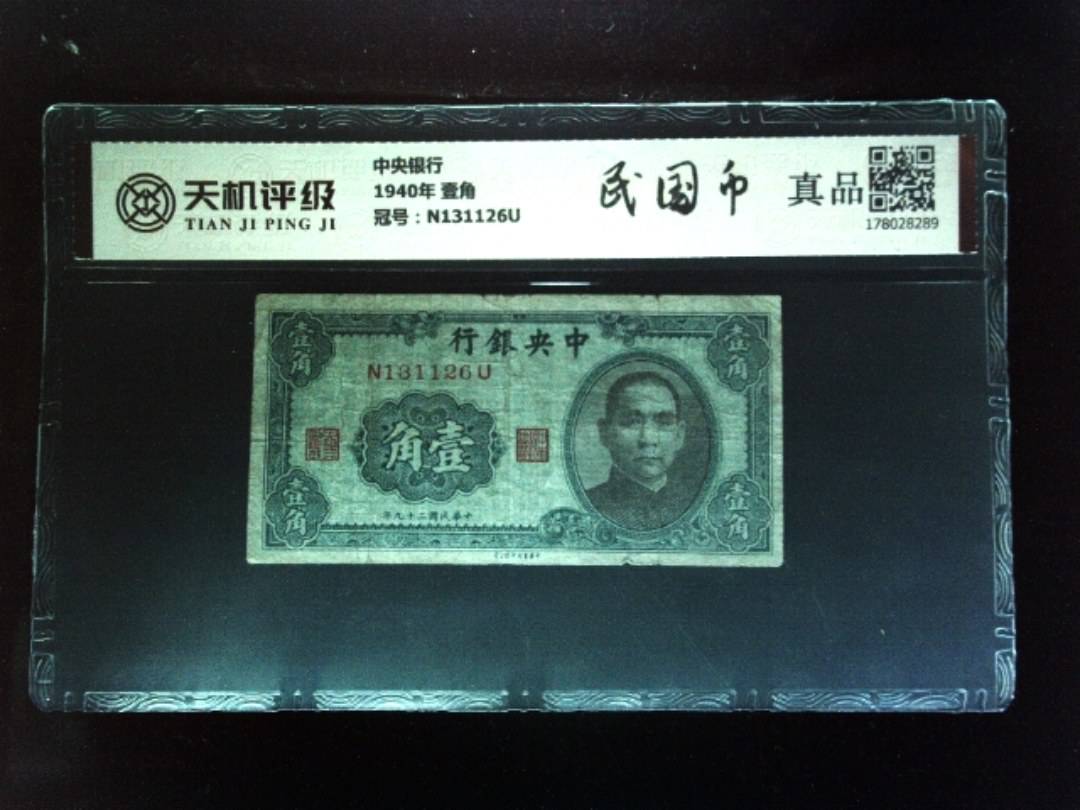 天机评级
TIAN JI PING JI
中央银行
1940年 壹角
冠号：N131126U
民国币
真品
178028289
行銀央中
N131126U
壹角
壹角
角壹
壹角
壹角
年九十二國民華中